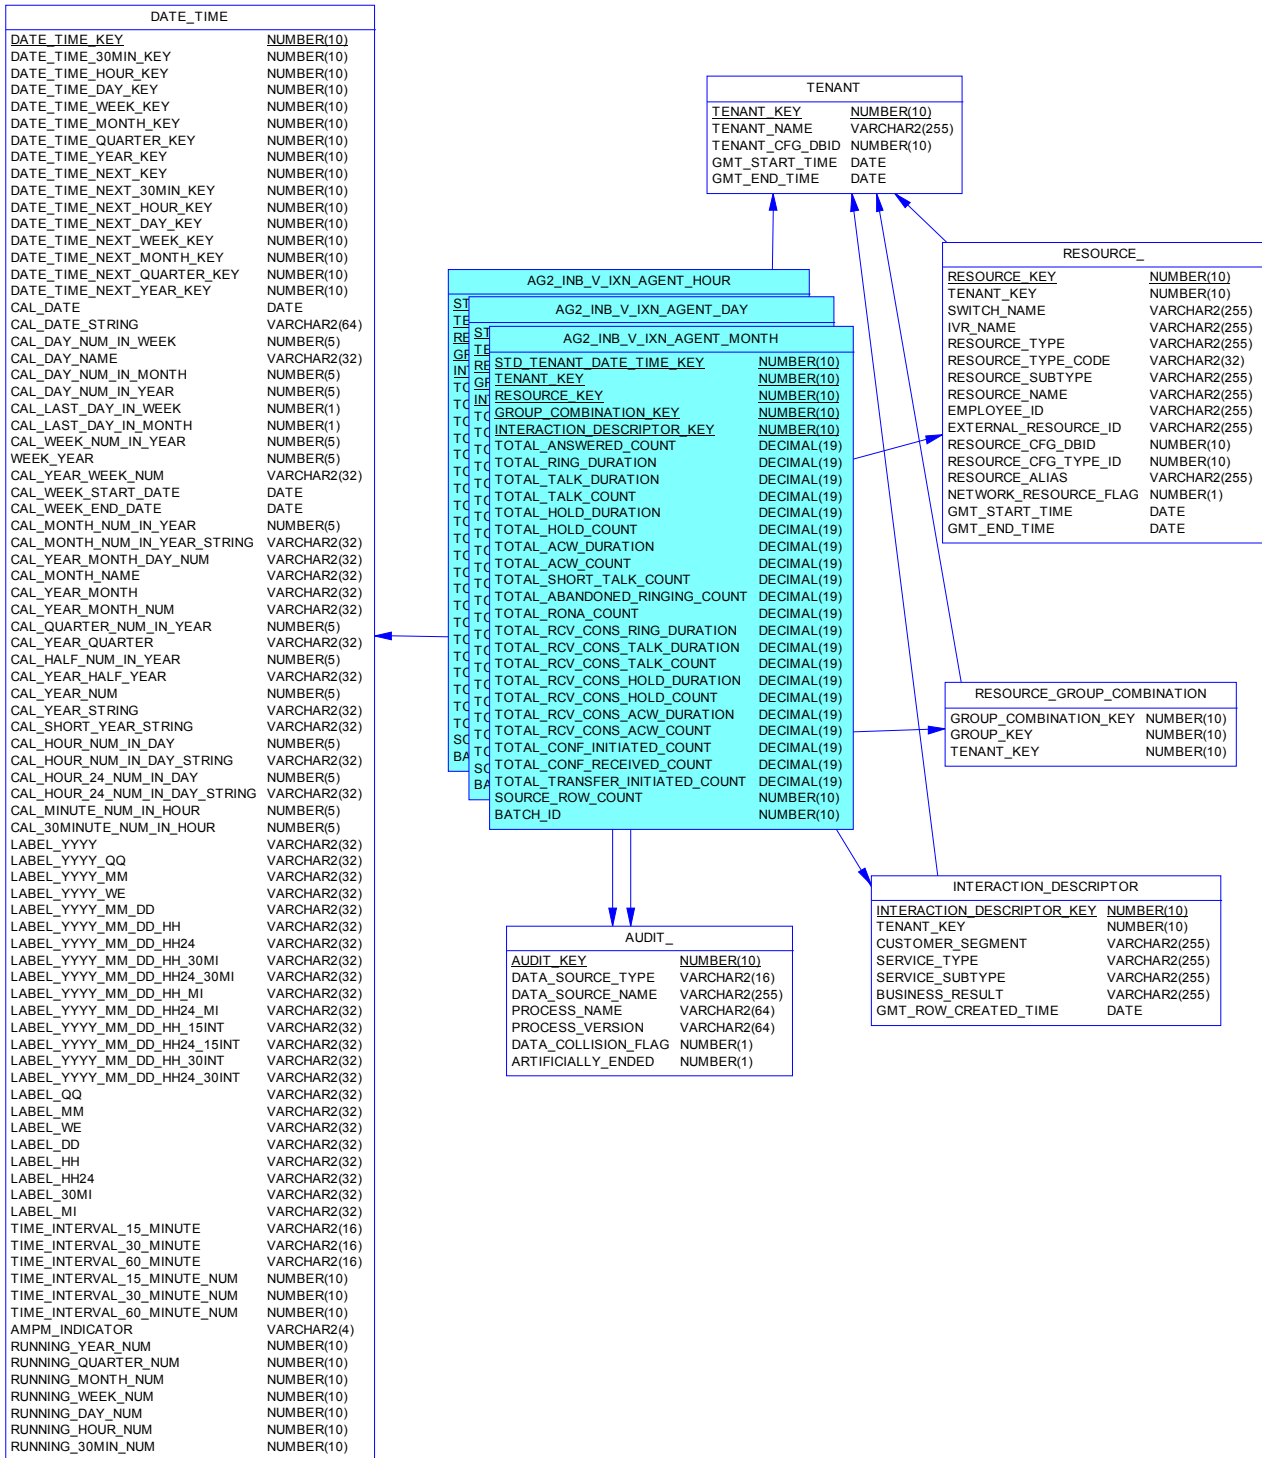 DATE_TIME
DATE_TIME_KEY NUMBER(10)
DATE_TIME_30MIN_KEY NUMBER(10)
DATE_TIME_HOUR_KEY NUMBER(10)
DATE_TIME_DAY_KEY NUMBER(10)
DATE_TIME_WEEK_KEY NUMBER(10)
DATE_TIME_MONTH_KEY NUMBER(10)
DATE_TIME_QUARTER_KEY NUMBER(10)
DATE_TIME_YEAR_KEY NUMBER(10)
DATE_TIME_NEXT_KEY NUMBER(10)
DATE_TIME_NEXT_30MIN_KEY NUMBER(10)
DATE_TIME_NEXT_HOUR_KEY NUMBER(10)
DATE_TIME_NEXT_DAY_KEY NUMBER(10)
DATE_TIME_NEXT_WEEK_KEY NUMBER(10)
DATE_TIME_NEXT_MONTH_KEY NUMBER(10)
DATE_TIME_NEXT_QUARTER_KEY NUMBER(10)
DATE_TIME_NEXT_YEAR_KEY NUMBER(10)
CAL_DATE DATE
CAL_DATE_STRING VARCHAR2(64)
CAL_DAY_NUM_IN_WEEK NUMBER(5)
CAL_DAY_NAME VARCHAR2(32)
CAL_DAY_NUM_IN_MONTH NUMBER(5)
CAL_DAY_NUM_IN_YEAR NUMBER(5)
CAL_LAST_DAY_IN_WEEK NUMBER(1)
CAL_LAST_DAY_IN_MONTH NUMBER(1)
CAL_WEEK_NUM_IN_YEAR NUMBER(5)
WEEK_YEAR NUMBER(5)
CAL_YEAR_WEEK_NUM VARCHAR2(32)
CAL_WEEK_START_DATE DATE
CAL_WEEK_END_DATE DATE
CAL_MONTH_NUM_IN_YEAR NUMBER(5)
CAL_MONTH_NUM_IN_YEAR_STRING VARCHAR2(32)
CAL_YEAR_MONTH_DAY_NUM VARCHAR2(32)
CAL_MONTH_NAME VARCHAR2(32)
CAL_YEAR_MONTH VARCHAR2(32)
CAL_YEAR_MONTH_NUM VARCHAR2(32)
CAL_QUARTER_NUM_IN_YEAR NUMBER(5)
CAL_YEAR_QUARTER VARCHAR2(32)
CAL_HALF_NUM_IN_YEAR NUMBER(5)
CAL_YEAR_HALF_YEAR VARCHAR2(32)
CAL_YEAR_NUM NUMBER(5)
CAL_YEAR_STRING VARCHAR2(32)
CAL_SHORT_YEAR_STRING VARCHAR2(32)
CAL_HOUR_NUM_IN_DAY NUMBER(5)
CAL_HOUR_NUM_IN_DAY_STRING VARCHAR2(32)
CAL_HOUR_24_NUM_IN_DAY NUMBER(5)
CAL_HOUR_24_NUM_IN_DAY_STRING VARCHAR2(32)
CAL_MINUTE_NUM_IN_HOUR NUMBER(5)
CAL_30MINUTE_NUM_IN_HOUR NUMBER(5)
LABEL_YYYY VARCHAR2(32)
LABEL_YYYY_QQ VARCHAR2(32)
LABEL_YYYY_MM VARCHAR2(32)
LABEL_YYYY_WE VARCHAR2(32)
LABEL_YYYY_MM_DD VARCHAR2(32)
LABEL_YYYY_MM_DD_HH VARCHAR2(32)
LABEL_YYYY_MM_DD_HH24 VARCHAR2(32)
LABEL_YYYY_MM_DD_HH_30MI VARCHAR2(32)
LABEL_YYYY_MM_DD_HH24_30MI VARCHAR2(32)
LABEL_YYYY_MM_DD_HH_MI VARCHAR2(32)
LABEL_YYYY_MM_DD_HH24_MI VARCHAR2(32)
LABEL_YYYY_MM_DD_HH_15INT VARCHAR2(32)
LABEL_YYYY_MM_DD_HH24_15INT VARCHAR2(32)
LABEL_YYYY_MM_DD_HH_30INT VARCHAR2(32)
LABEL_YYYY_MM_DD_HH24_30INT VARCHAR2(32)
LABEL_QQ VARCHAR2(32)
LABEL_MM VARCHAR2(32)
LABEL_WE VARCHAR2(32)
LABEL_DD VARCHAR2(32)
LABEL_HH VARCHAR2(32)
LABEL_HH24 VARCHAR2(32)
LABEL_30MI VARCHAR2(32)
LABEL_MI VARCHAR2(32)
TIME_INTERVAL_15_MINUTE VARCHAR2(16)
TIME_INTERVAL_30_MINUTE VARCHAR2(16)
TIME_INTERVAL_60_MINUTE VARCHAR2(16)
TIME_INTERVAL_15_MINUTE_NUM NUMBER(10)
TIME_INTERVAL_30_MINUTE_NUM NUMBER(10)
TIME_INTERVAL_60_MINUTE_NUM NUMBER(10)
AMPM_INDICATOR VARCHAR2(4)
RUNNING_YEAR_NUM NUMBER(10)
RUNNING_QUARTER_NUM NUMBER(10)
RUNNING_MONTH_NUM NUMBER(10)
RUNNING_WEEK_NUM NUMBER(10)
RUNNING_DAY_NUM NUMBER(10)
RUNNING_HOUR_NUM NUMBER(10)
RUNNING_30MIN_NUM NUMBER(10)
TENANT
TENANT_KEY NUMBER(10)
TENANT_NAME VARCHAR2(255)
TENANT_CFG_DBID NUMBER(10)
GMT_START_TIME DATE
GMT_END_TIME DATE
AG2_INB_V_IXN_AGENT_HOUR
AG2_INB_V_IXN_AGENT_DAY
AG2_INB_V_IXN_AGENT_MONTH
STD_TENANT_DATE_TIME_KEY NUMBER(10)
TENANT_KEY NUMBER(10)
RESOURCE_KEY NUMBER(10)
GROUP_COMBINATION_KEY NUMBER(10)
INTERACTION_DESCRIPTOR_KEY NUMBER(10)
TOTAL_ANSWERED_COUNT DECIMAL(19)
TOTAL_RING_DURATION DECIMAL(19)
TOTAL_TALK_DURATION DECIMAL(19)
TOTAL_TALK_COUNT DECIMAL(19)
TOTAL_HOLD_DURATION DECIMAL(19)
TOTAL_HOLD_COUNT DECIMAL(19)
TOTAL_ACW_DURATION DECIMAL(19)
TOTAL_ACW_COUNT DECIMAL(19)
TOTAL_SHORT_TALK_COUNT DECIMAL(19)
TOTAL_ABANDONED_RINGING_COUNT DECIMAL(19)
TOTAL_RONA_COUNT DECIMAL(19)
TOTAL_RCV_CONS_RING_DURATION DECIMAL(19)
TOTAL_RCV_CONS_TALK_DURATION DECIMAL(19)
TOTAL_RCV_CONS_TALK_COUNT DECIMAL(19)
TOTAL_RCV_CONS_HOLD_DURATION DECIMAL(19)
TOTAL_RCV_CONS_HOLD_COUNT DECIMAL(19)
TOTAL_RCV_CONS_ACW_DURATION DECIMAL(19)
TOTAL_RCV_CONS_ACW_COUNT DECIMAL(19)
TOTAL_CONF_INITIATED_COUNT DECIMAL(19)
TOTAL_CONF_RECEIVED_COUNT DECIMAL(19)
TOTAL_TRANSFER_INITIATED_COUNT DECIMAL(19)
SOURCE_ROW_COUNT NUMBER(10)
BATCH_ID NUMBER(10)
RESOURCE_
RESOURCE_KEY NUMBER(10)
TENANT_KEY NUMBER(10)
SWITCH_NAME VARCHAR2(255)
IVR_NAME VARCHAR2(255)
RESOURCE_TYPE VARCHAR2(255)
RESOURCE_TYPE_CODE VARCHAR2(32)
RESOURCE_SUBTYPE VARCHAR2(255)
RESOURCE_NAME VARCHAR2(255)
EMPLOYEE_ID VARCHAR2(255)
EXTERNAL_RESOURCE_ID VARCHAR2(255)
RESOURCE_CFG_DBID NUMBER(10)
RESOURCE_CFG_TYPE_ID NUMBER(10)
RESOURCE_ALIAS VARCHAR2(255)
NETWORK_RESOURCE_FLAG NUMBER(1)
GMT_START_TIME DATE
GMT_END_TIME DATE
RESOURCE_GROUP_COMBINATION
GROUP_COMBINATION_KEY NUMBER(10)
GROUP_KEY NUMBER(10)
TENANT_KEY NUMBER(10)
INTERACTION_DESCRIPTOR
INTERACTION_DESCRIPTOR_KEY NUMBER(10)
TENANT_KEY NUMBER(10)
CUSTOMER_SEGMENT VARCHAR2(255)
SERVICE_TYPE VARCHAR2(255)
SERVICE_SUBTYPE VARCHAR2(255)
BUSINESS_RESULT VARCHAR2(255)
GMT_ROW_CREATED_TIME DATE
AUDIT_
AUDIT_KEY NUMBER(10)
DATA_SOURCE_TYPE VARCHAR2(16)
DATA_SOURCE_NAME VARCHAR2(255)
PROCESS_NAME VARCHAR2(64)
PROCESS_VERSION VARCHAR2(64)
DATA_COLLISION_FLAG NUMBER(1)
ARTIFICIALLY_ENDED NUMBER(1)